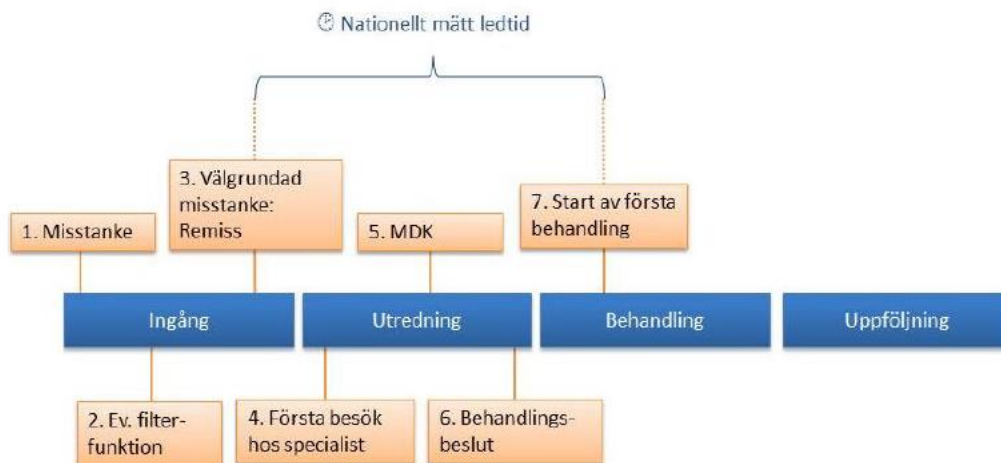 Nationellt mätt ledtid
3. Välgrundad
misstanke:
Remiss
7. Start av första
behandling
1. Misstanke
5. MDK
Ingång
Utredning
Behandling
Uppföljning
2. Ev. filter-
funktion
4. Första besök
hos specialist
6. Behandlings-
beslut